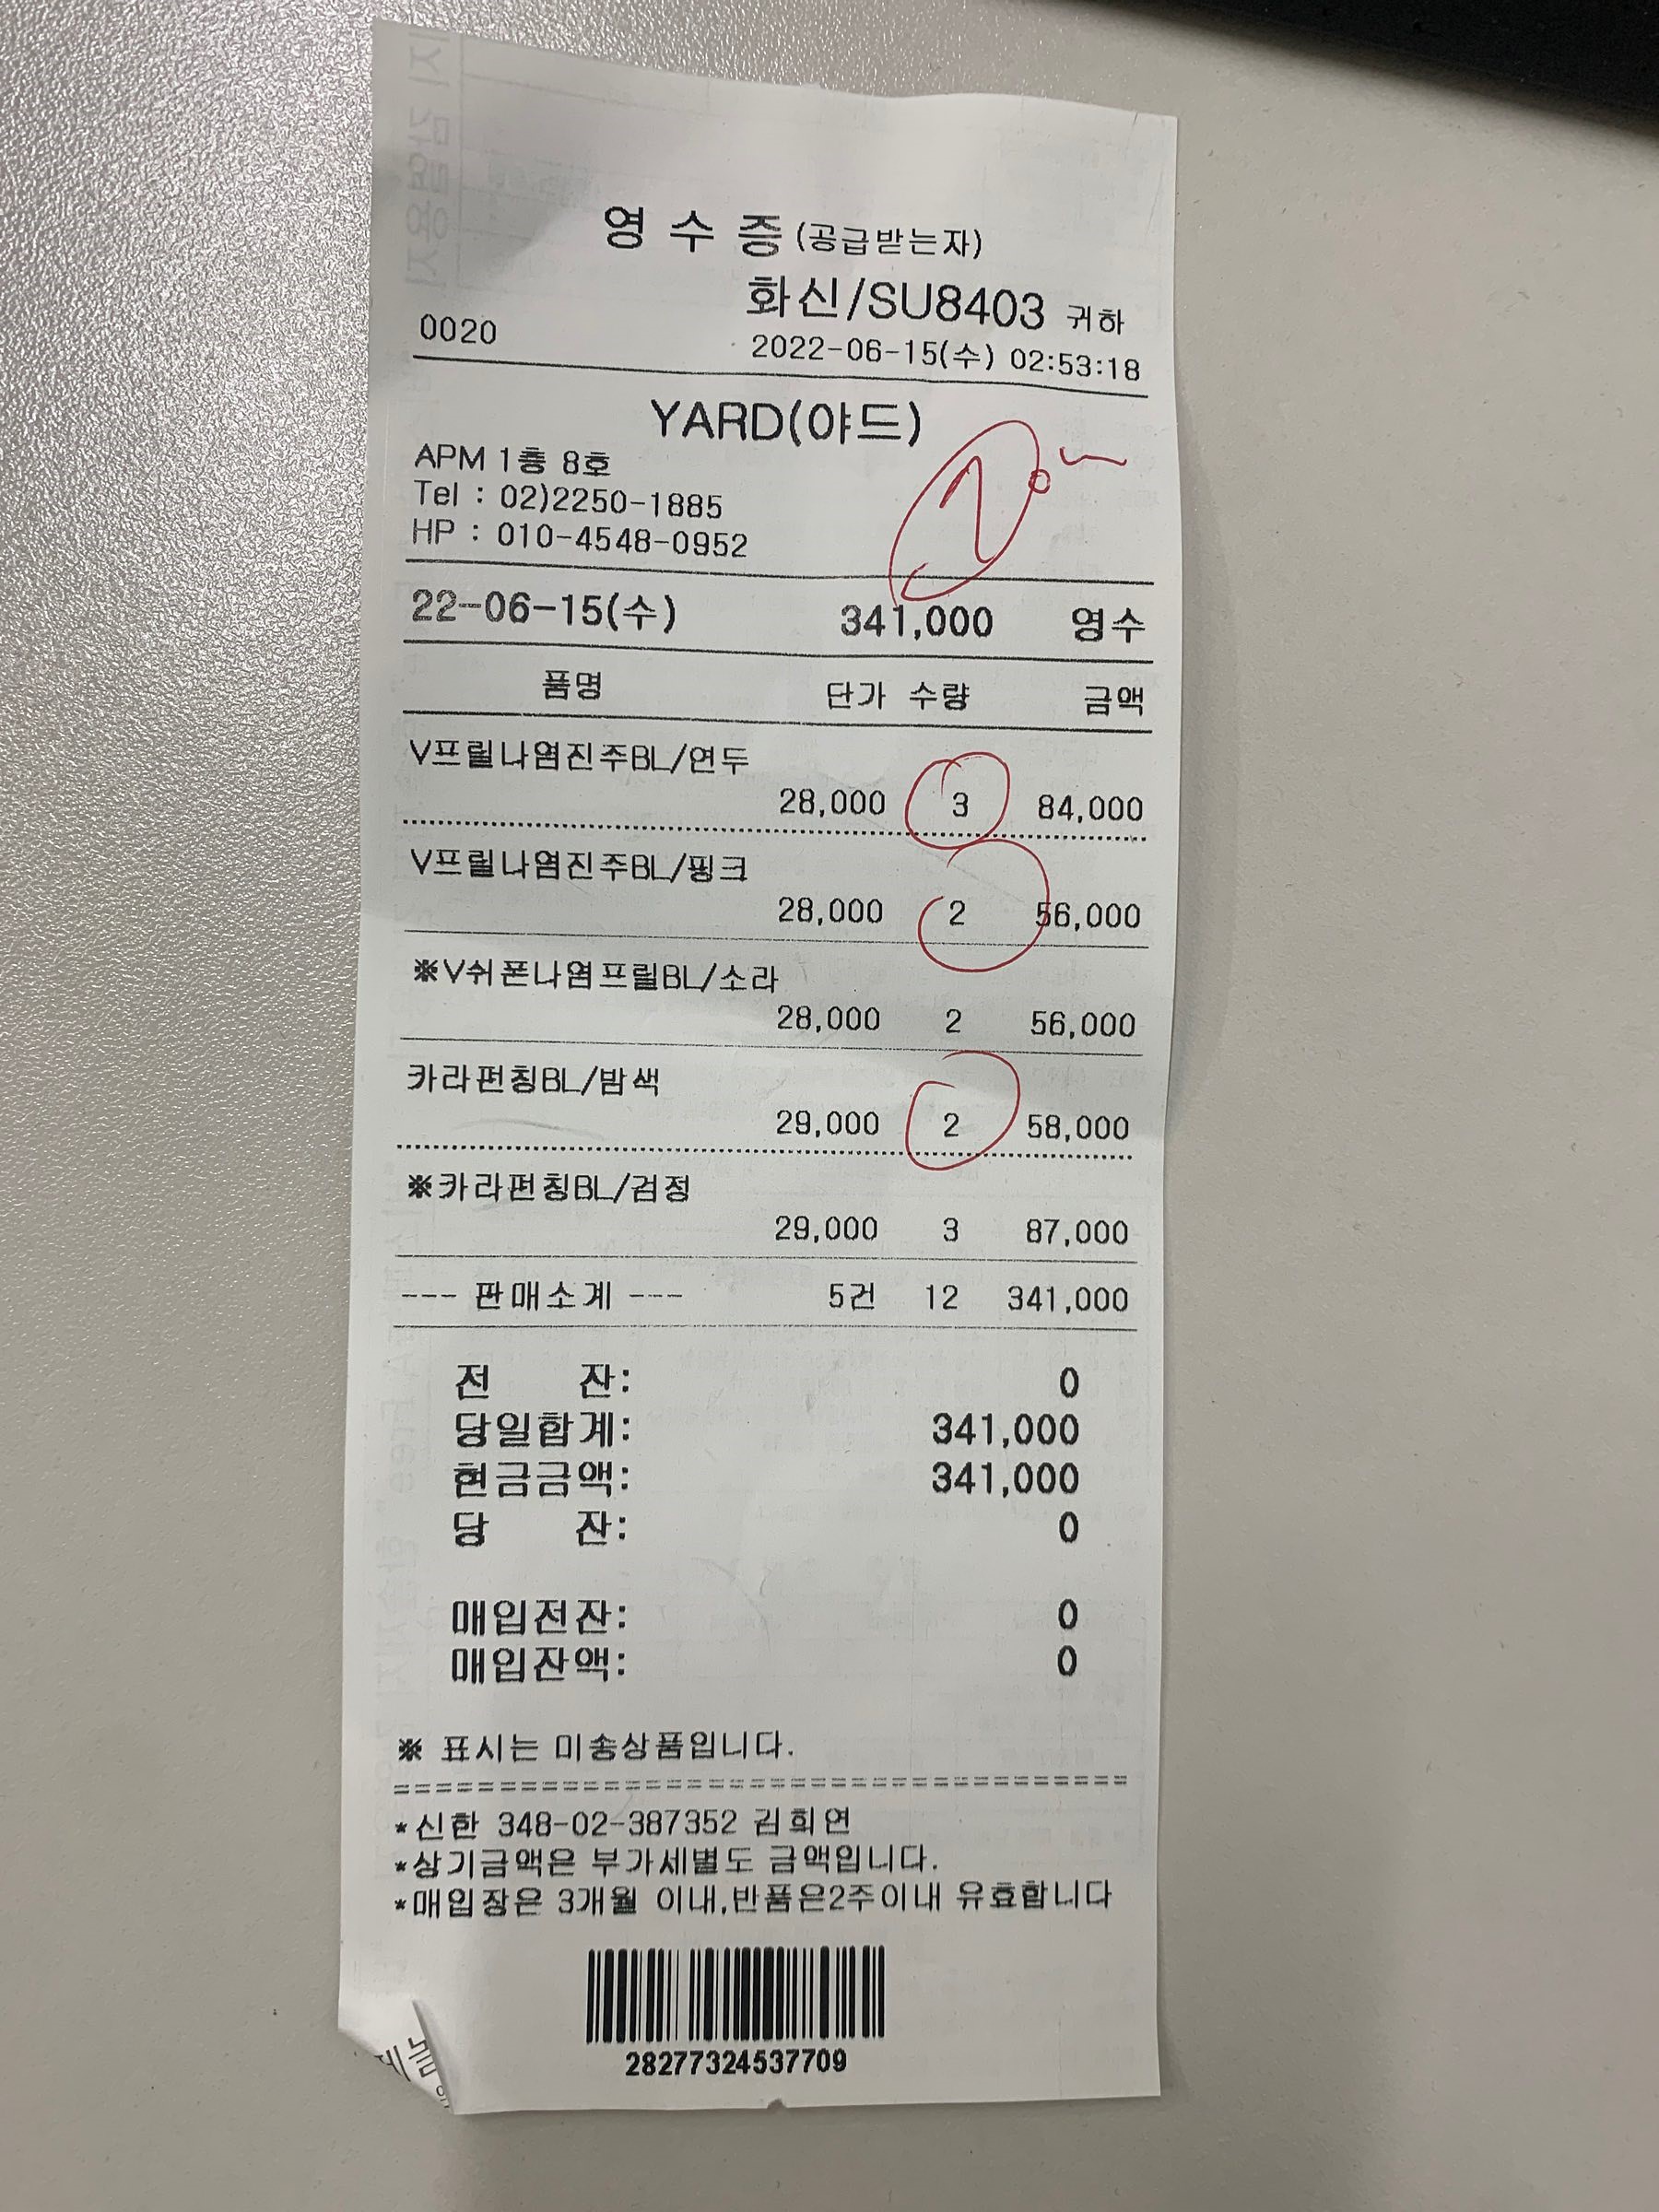 영 수 증 (공급받는자)
화신/SU8403 귀하
0020 2022-06-15(수) 02:53:18
YARD(야드)
APM 1층 8호
Tel : 02)2250-1885
HP : 010-4548-0952
22-06-15(수) 341,000 영수
품명 단가 수량 금액
V프릴나염진주BL/연두
28,000 3 84,000
V프릴나염진주BL/핑크
28,000 2 56,000
※V쉬폰나염프릴BL/소라
28,000 2 56,000
카라펀칭BL/밤색
29,000 2 58,000
※카라펀칭BL/검정
29,000 3 87,000
--- 판매소계 --- 5건 12 341,000
전 잔: 0
당일합계: 341,000
현금금액: 341,000
당 잔: 0
매입전잔: 0
매입잔액: 0
※ 표시는 미송상품입니다.
===================================
*신한 348-02-387352 김희연
*상기금액은 부가세별도 금액입니다.
*매입장은 3개월 이내,반품은2주이내 유효합니다
28277324537709